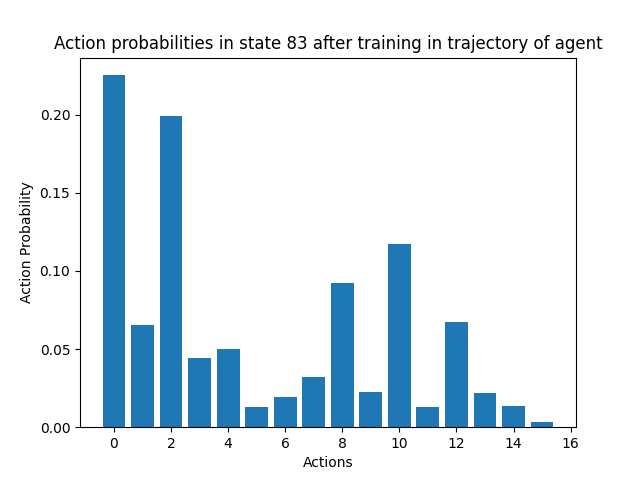 Action probabilities in state 83 after training in trajectory of agent
0.20
0.15
0.10
0.05
0.00
Action Probability
0 2 4 6 8 10 12 14 16
Actions